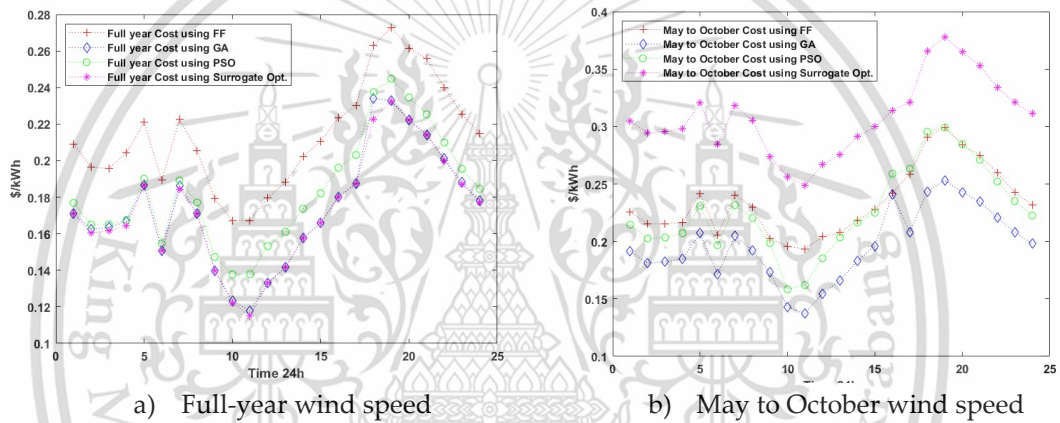 0.28
0.26
0.24
0.22
0.2
0.18
0.16
0.14
0.12
0.1
$/kWh
Full year Cost using FF
Full year Cost using GA
Full year Cost using PSO
Full year Cost using Surrogate Opt.
0 5 10 15 20 25
Time 24h
a) Full-year wind speed
0.4
0.35
0.3
0.25
0.2
0.15
0.1
$/kWh
May to October Cost using FF
May to October Cost using GA
May to October Cost using PSO
May to October Cost using Surrogate Opt.
0 5 10 15 20 25
Time 24h
b) May to October wind speed
King